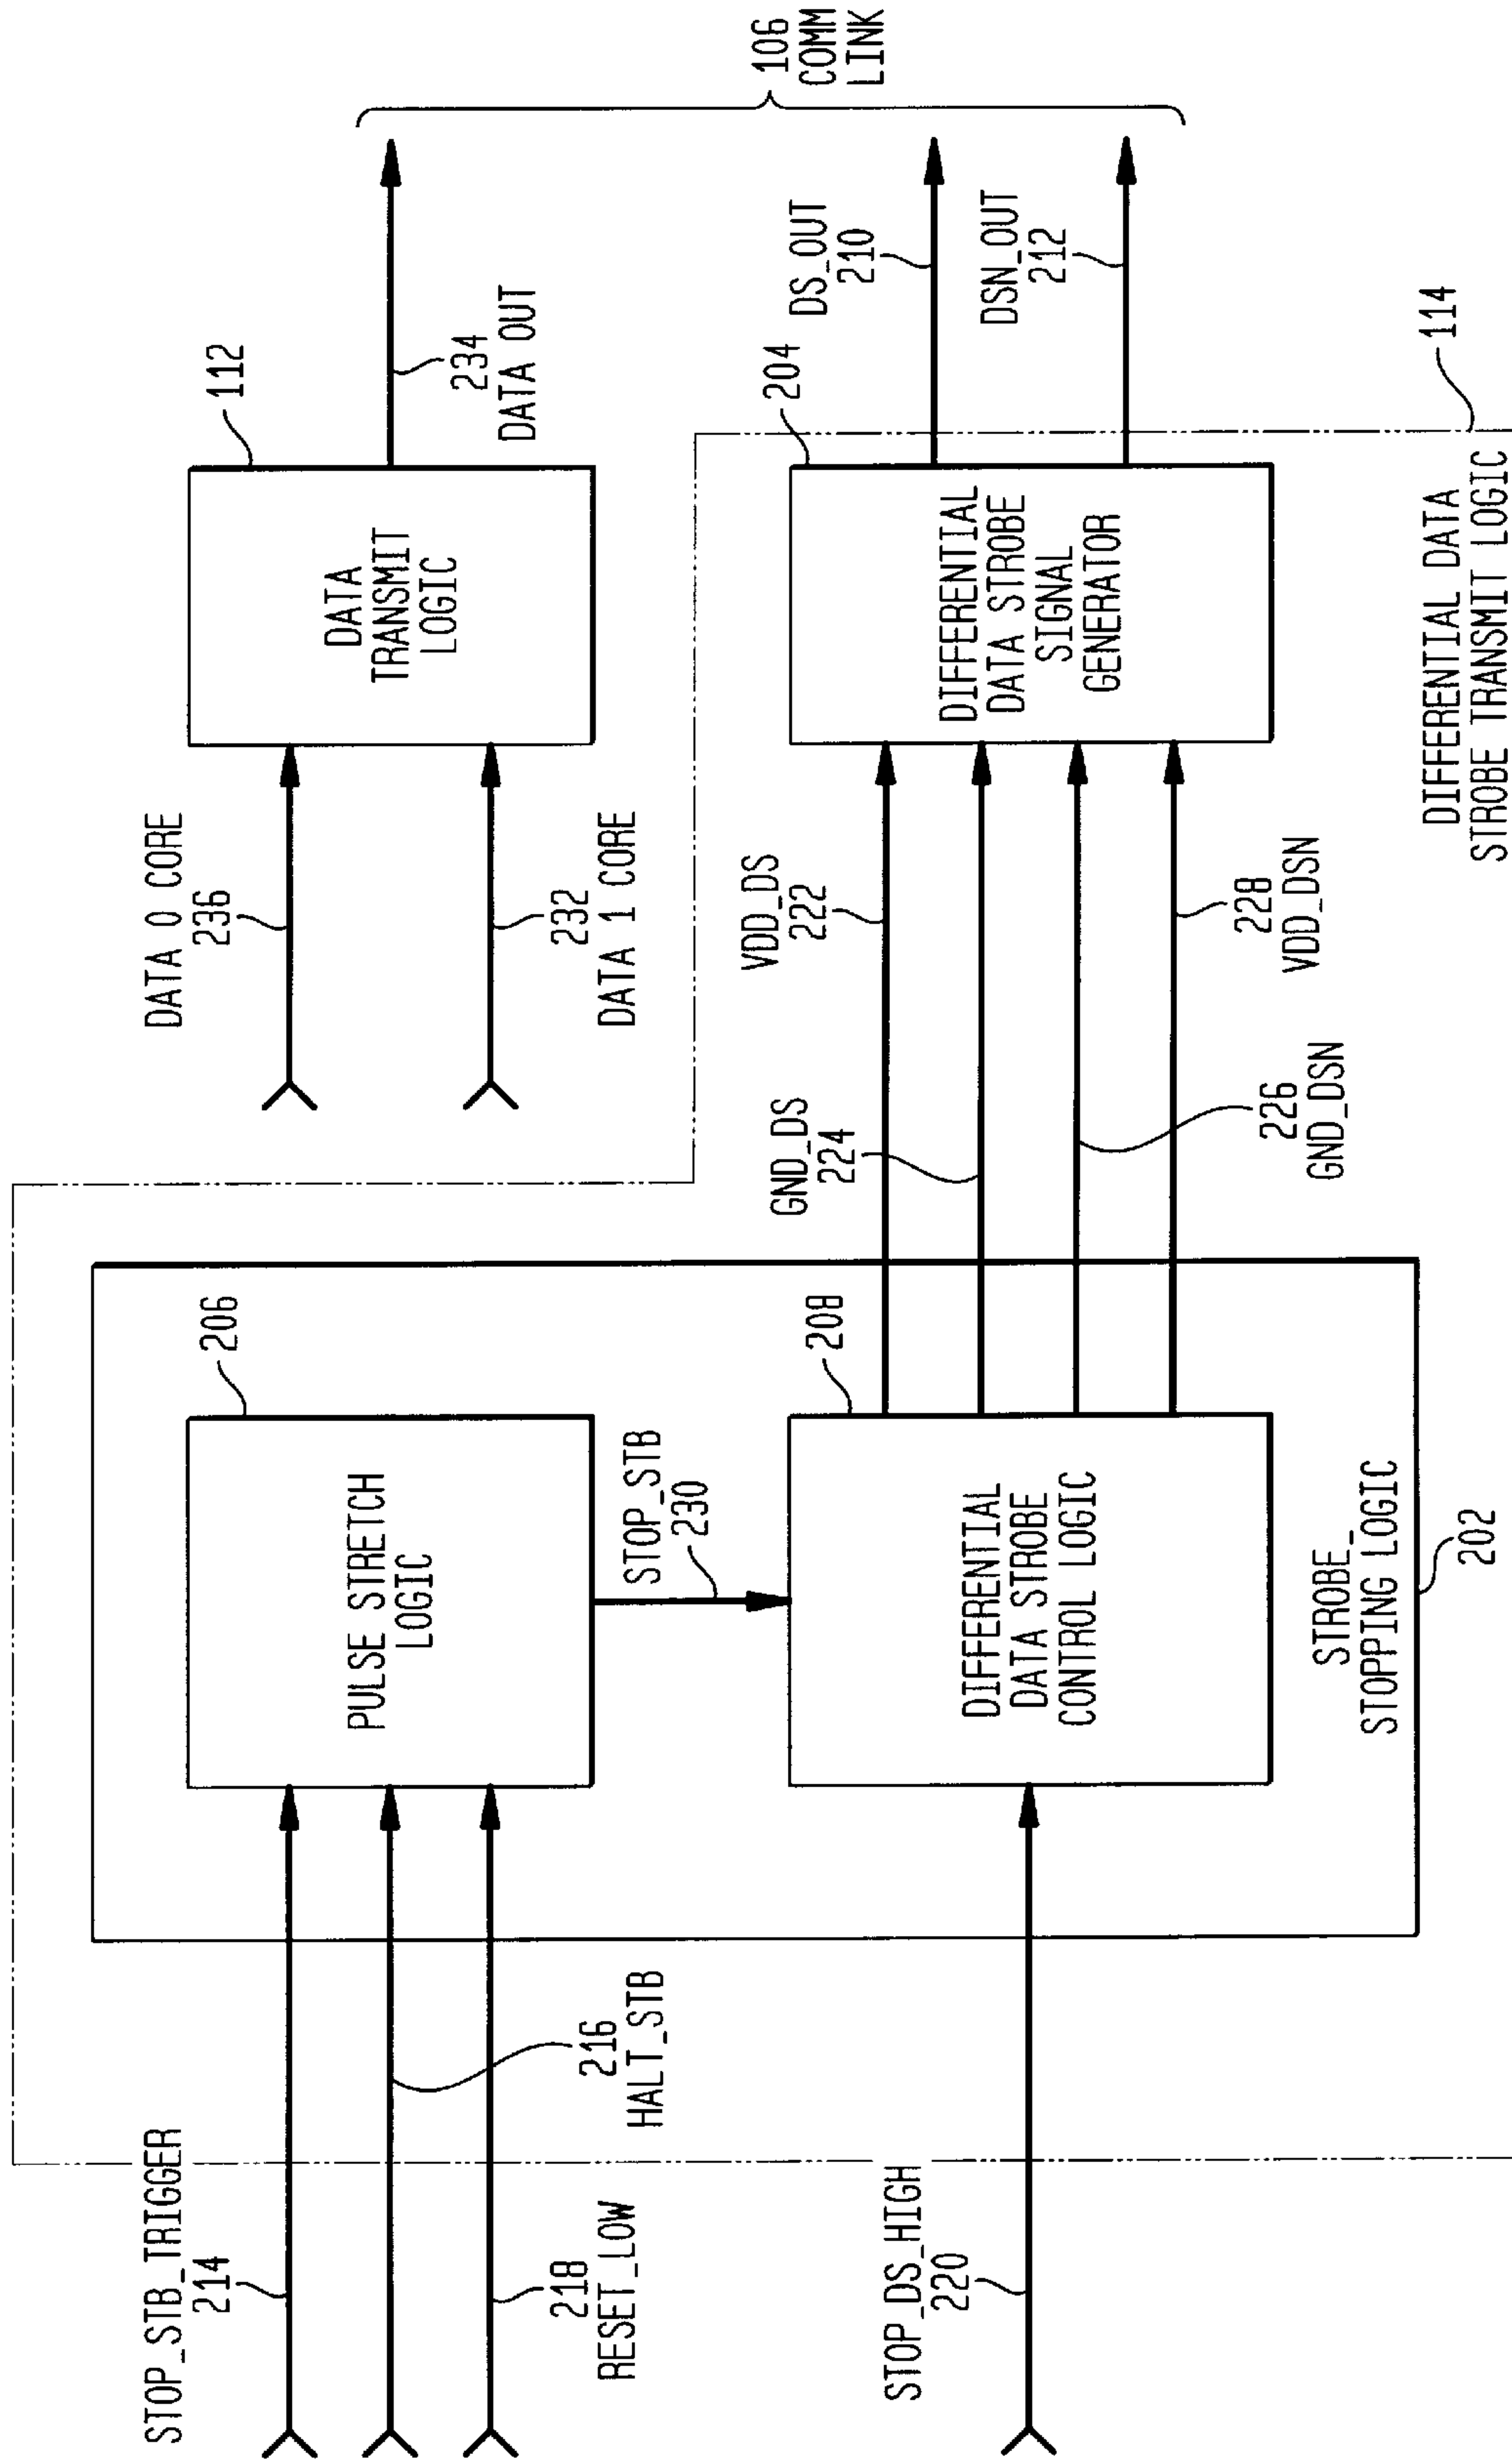 STOP_STB_TRIGGER
214
216
HALT_STB
218
RESET_LOW
STOP_DS_HIGH
220
206
PULSE STRETCH
LOGIC
STOP_STB
230
208
DIFFERENTIAL
DATA STROBE
CONTROL LOGIC
STROBE_
STOPPING LOGIC
202
DATA 0 CORE
236
232
DATA 1 CORE
VDD_DS
222
GND_DS
224
226
GND_DSN
228
VDD_DSN
112
DATA
TRANSMIT
LOGIC
234
DATA OUT
204
DIFFERENTIAL
DATA STROBE
SIGNAL
GENERATOR
DS_OUT
210
DSN_OUT
212
106
COMM
LINK
114
DIFFERENTIAL DATA
STROBE TRANSMIT LOGIC